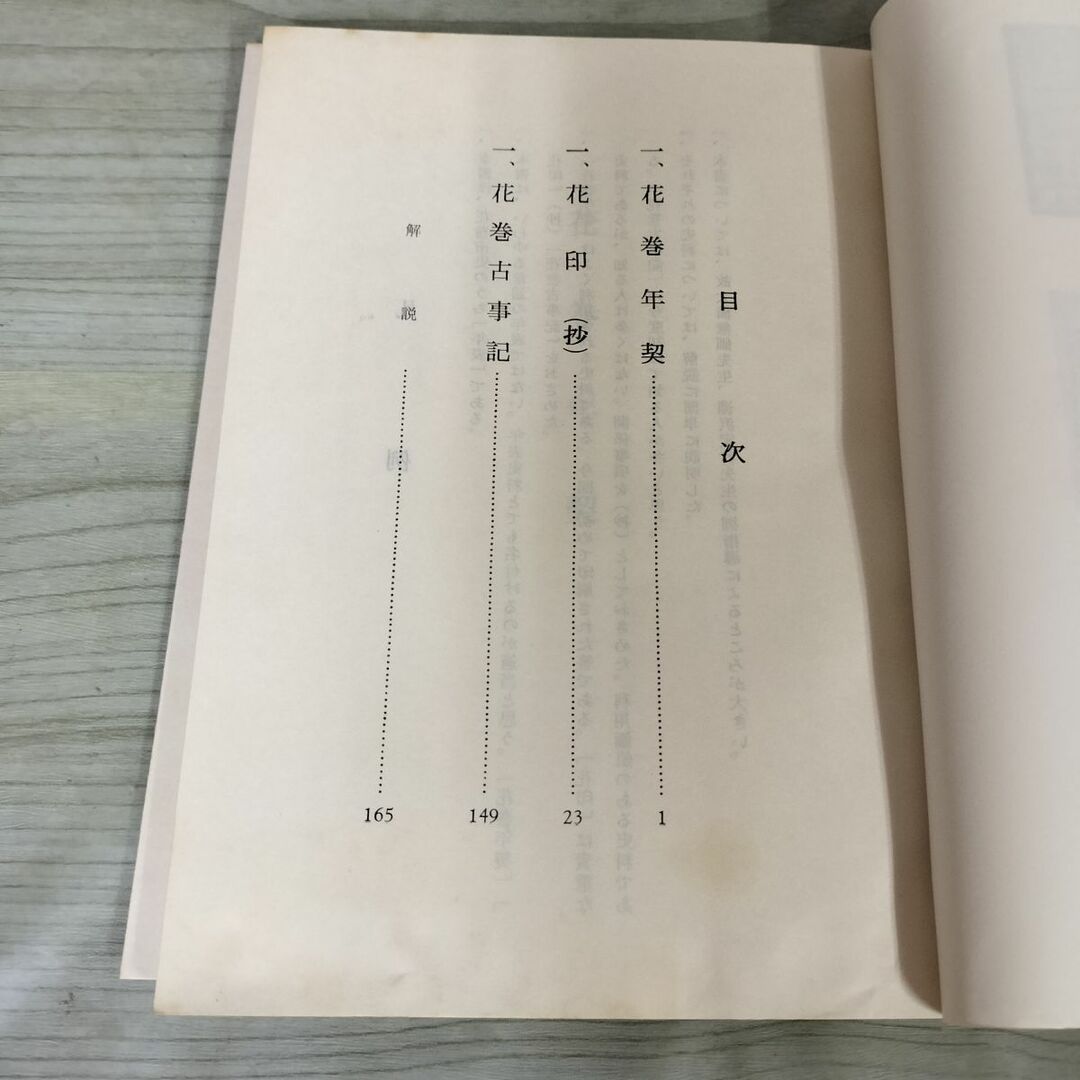 目次
一、花巻年契……1
一、花印（抄）……23
一、花巻古事記……149
解説……165